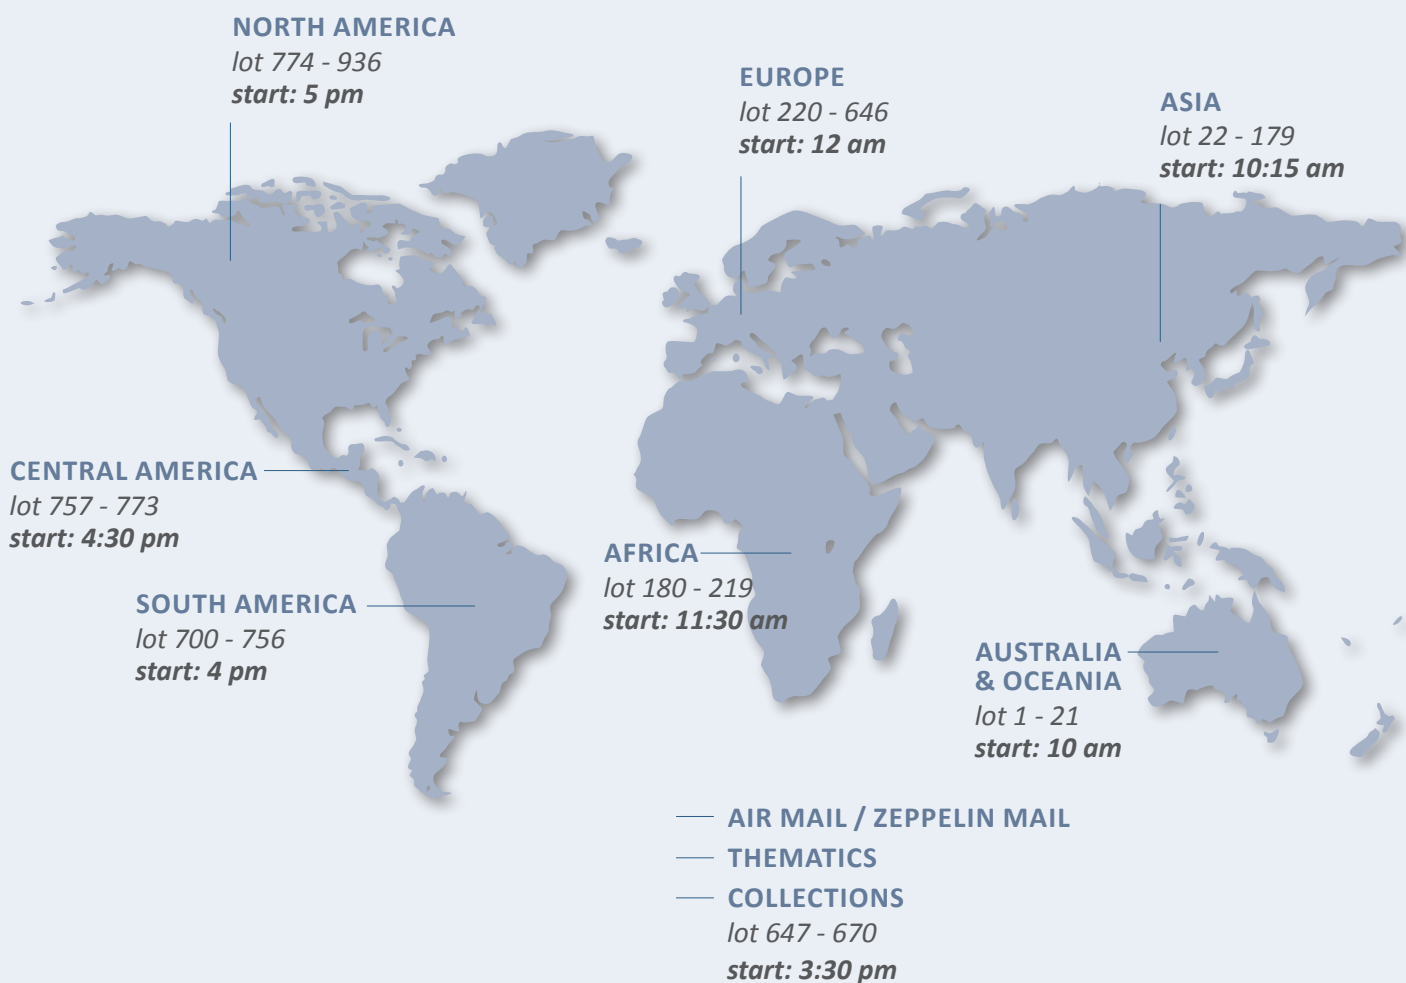 NORTH AMERICA
lot 774 - 936
start: 5 pm
EUROPE
lot 220 - 646
start: 12 am
ASIA
lot 22 - 179
start: 10:15 am
CENTRAL AMERICA
lot 757 - 773
start: 4:30 pm
SOUTH AMERICA
lot 700 - 756
start: 4 pm
AFRICA
lot 180 - 219
start: 11:30 am
AUSTRALIA
& OCEANIA
lot 1 - 21
start: 10 am
AIR MAIL / ZEPPELIN MAIL
THEMATICS
COLLECTIONS
lot 647 - 670
start: 3:30 pm